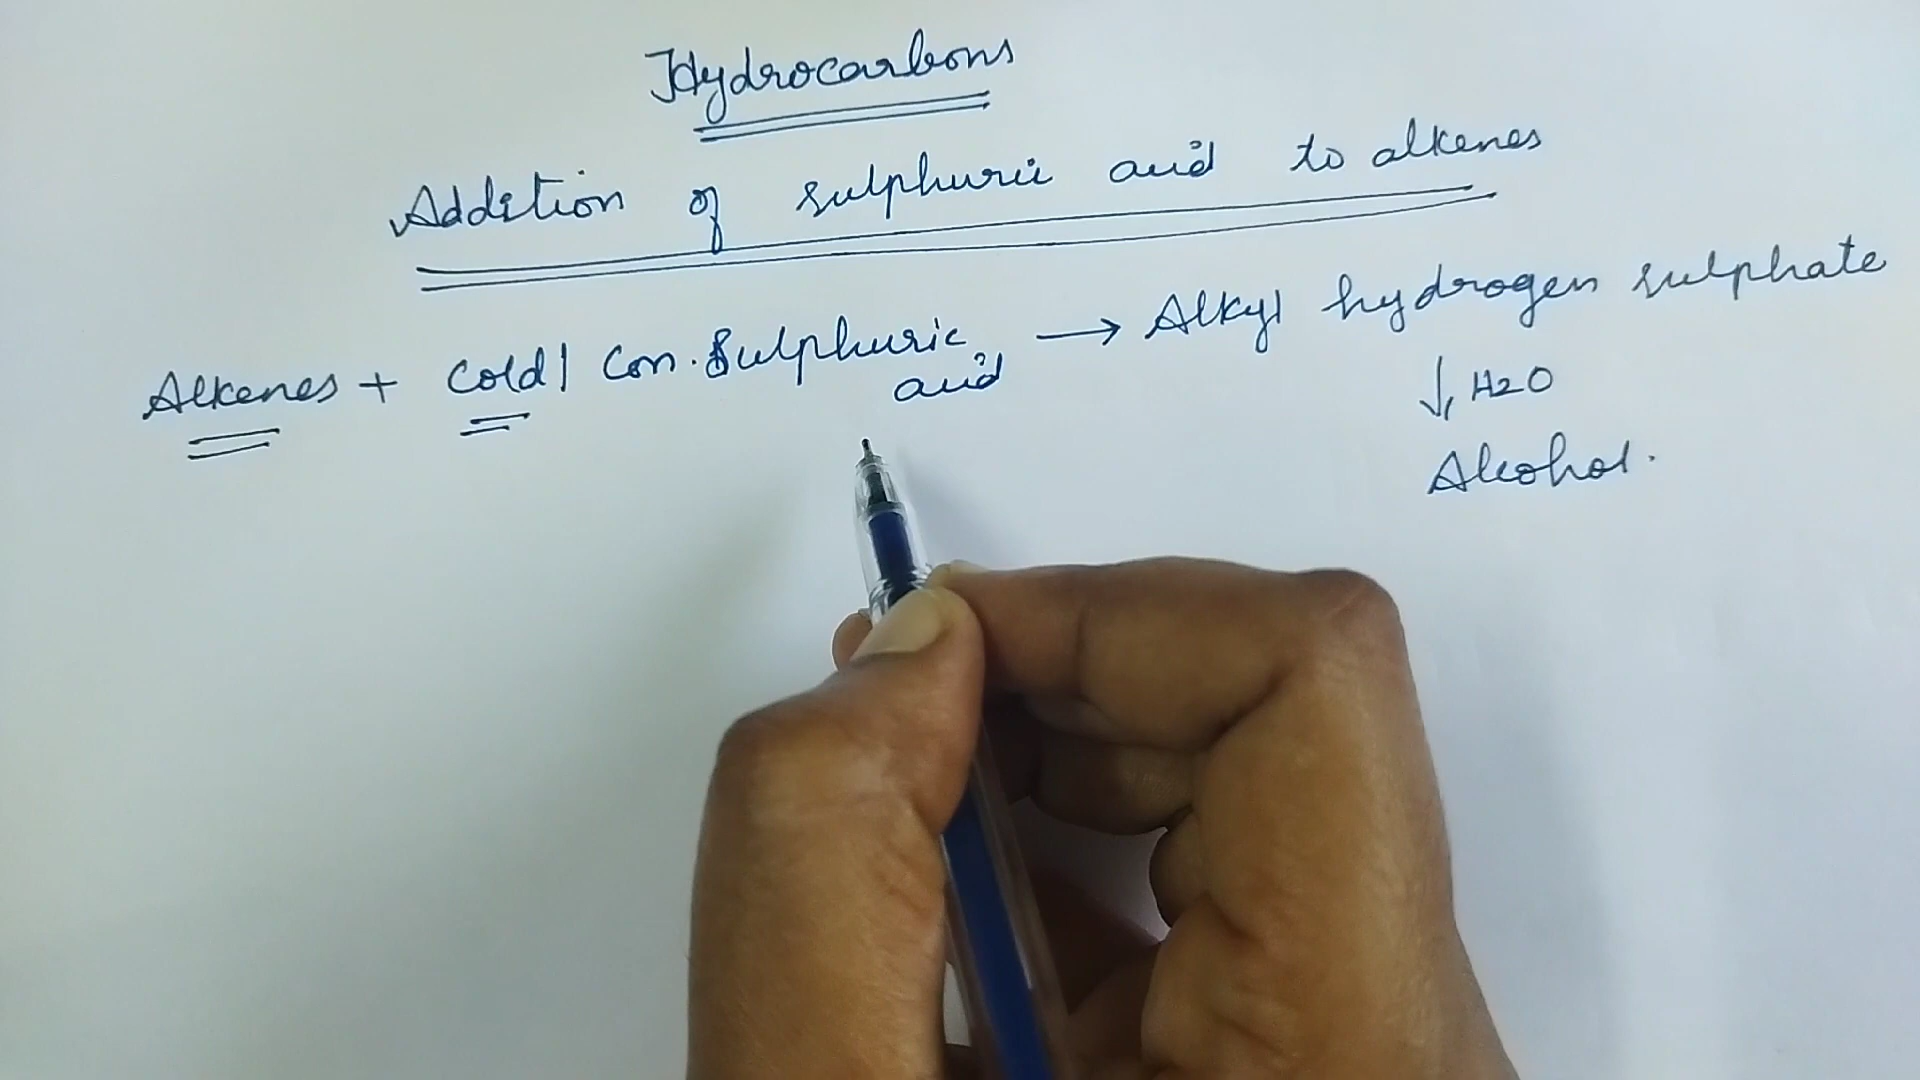 Hydrocarbons
Addition of sulphuric acid to alkenes
Alkenes + cold | con. Sulphuric acid → Alkyl hydrogen sulphate
↓ H2O
Alcohol.